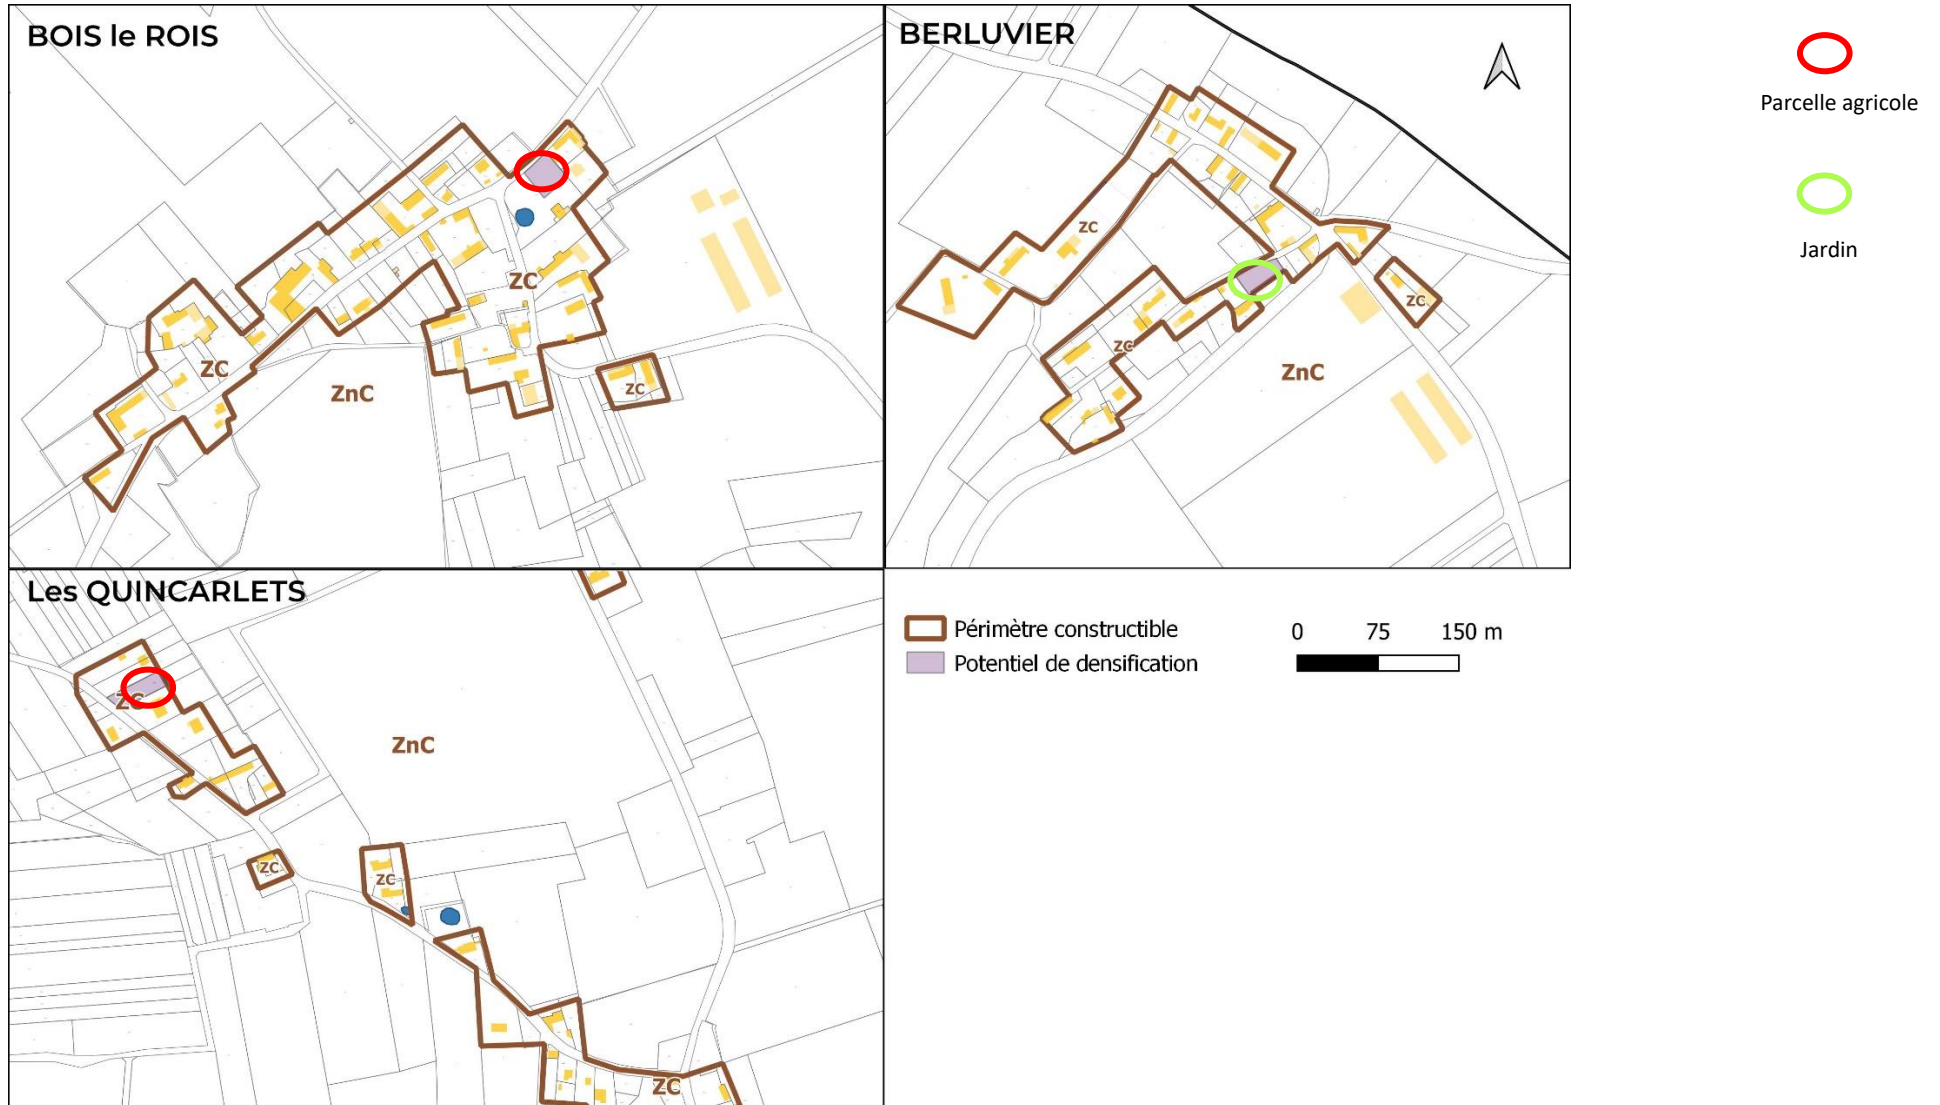 BOIS le ROIS
ZC
ZC
ZC
ZnC
BERLUVIER
ZC
ZC
ZC
ZnC
Parcelle agricole
Jardin
Les QUINCARLETS
ZC
ZnC
ZC
ZC
ZC
Périmètre constructible
Potentiel de densification
0 75 150 m